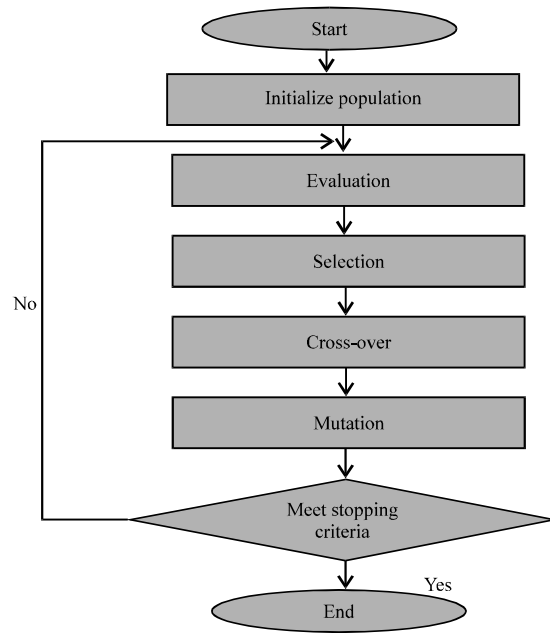 Start
Initialize population
Evaluation
Selection
No
Cross-over
Mutation
Meet stopping
criteria
Yes
End